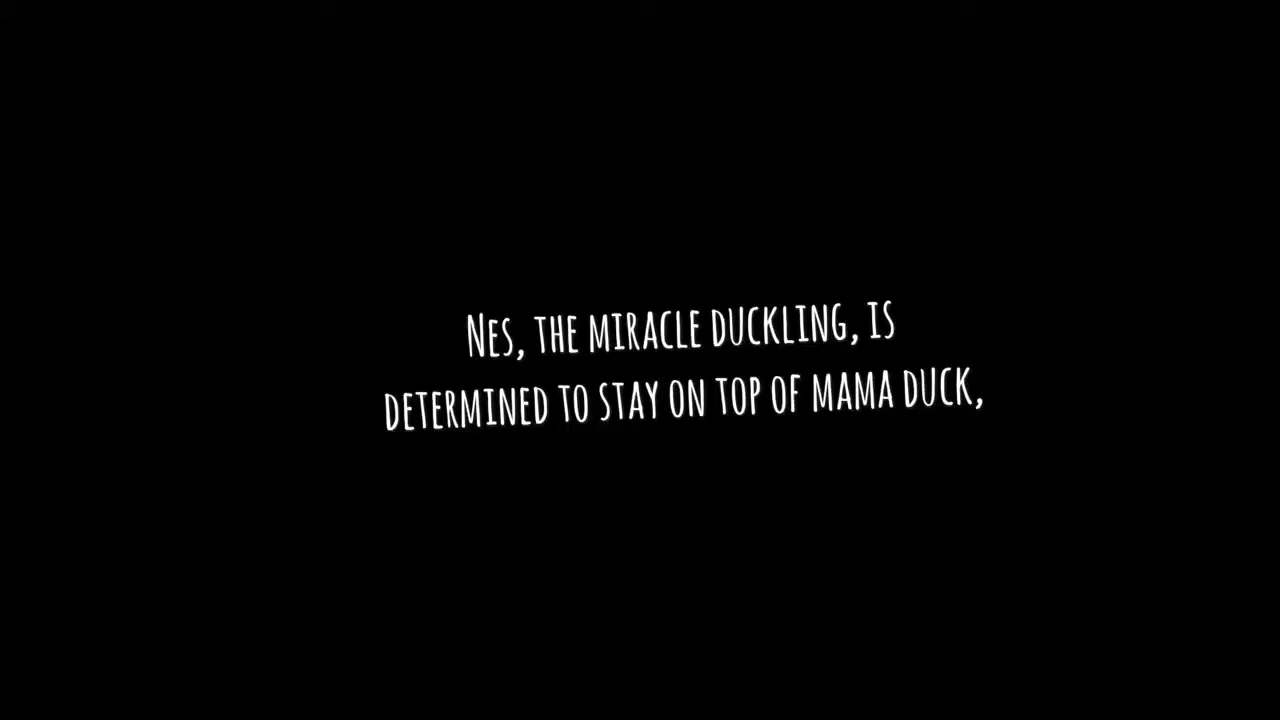 Nes, the miracle duckling, is
determined to stay on top of mama duck,